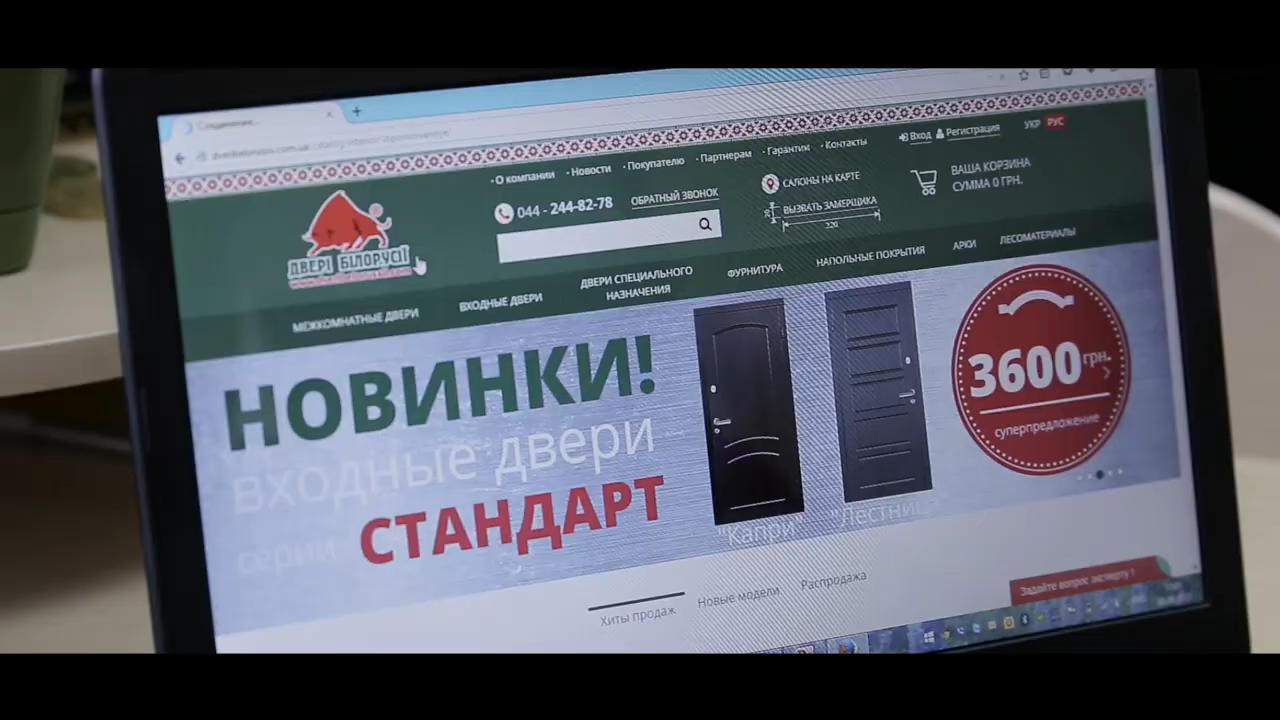 Соединение...
· О компании · Новости · Покупателю · Партнерам · Гарантии · Контакты
Вход Регистрация УКР РУС
044 - 244-82-78 ОБРАТНЫЙ ЗВОНОК
САЛОНЫ НА КАРТЕ
ВЫЗВАТЬ ЗАМЕРЩИКА
220
ВАША КОРЗИНА
СУММА 0 ГРН.
ДВЕРІ БІЛОРУСІЇ
МЕЖКОМНАТНЫЕ ДВЕРИ
ВХОДНЫЕ ДВЕРИ
ДВЕРИ СПЕЦИАЛЬНОГО
НАЗНАЧЕНИЯ
ФУРНИТУРА
НАПОЛЬНЫЕ ПОКРЫТИЯ
АРКИ
ЛЕСОМАТЕРИАЛЫ
НОВИНКИ!
входные двери
серии СТАНДАРТ
"Капри"
"Лестница
3600 грн.
суперпредложение
Хиты продаж Новые модели Распродажа
Задайте вопрос эксперту !